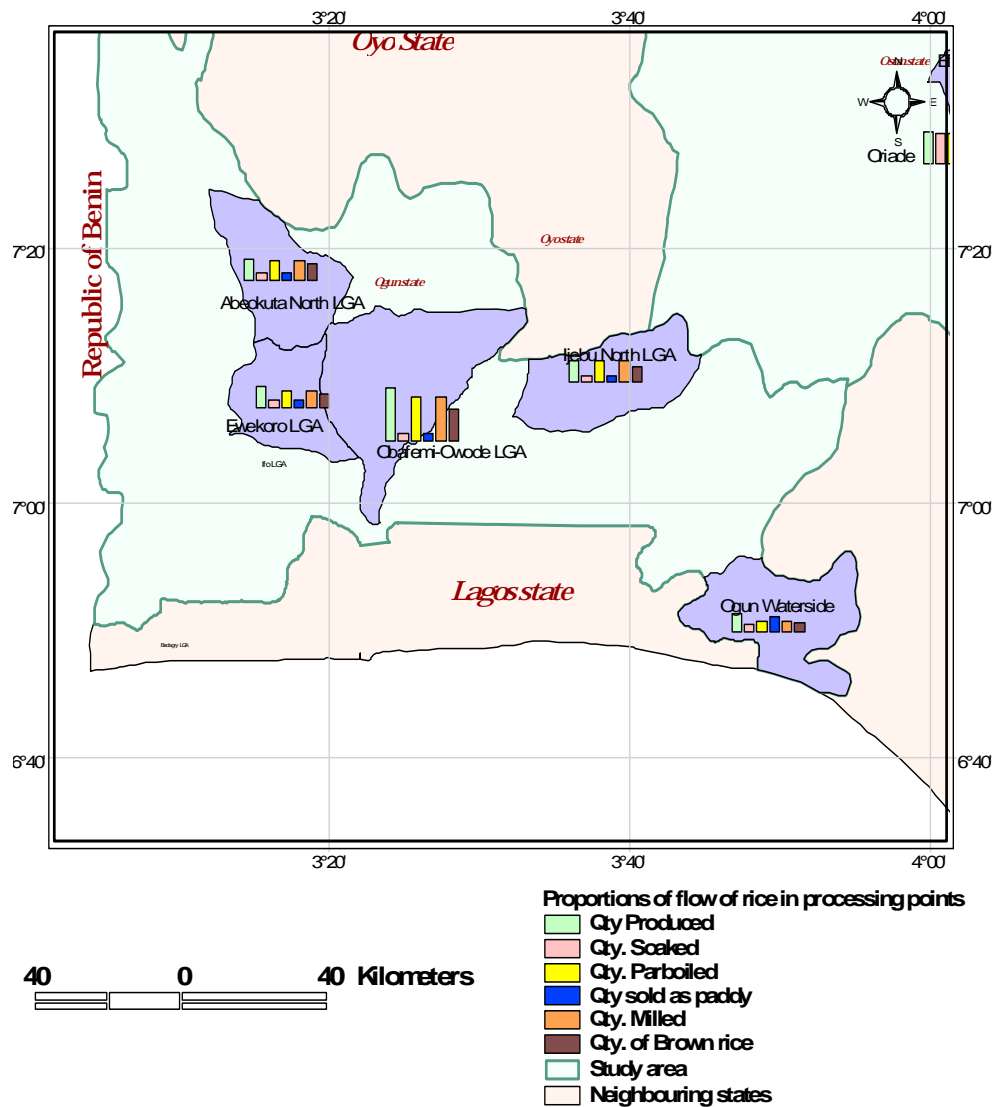 3°20' 3°40' 4°00'
Oyo State
Osun state
N
W E
S
Oriade
Republic of Benin
7°20' 7°20'
Oyo state
Ogun state
Abeokuta North LGA
Ijebu North LGA
Ewekoro LGA
Obafemi-Owode LGA
Ifo LGA
7°00' 7°00'
Lagos state
Ogun Waterside
Badagry LGA
6°40' 6°40'
3°20' 3°40' 4°00'
Proportions of flow of rice in processing points
Qty Produced
Qty. Soaked
Qty. Parboiled
Qty sold as paddy
Qty. Milled
Qty. of Brown rice
Study area
Neighbouring states
40 0 40 Kilometers